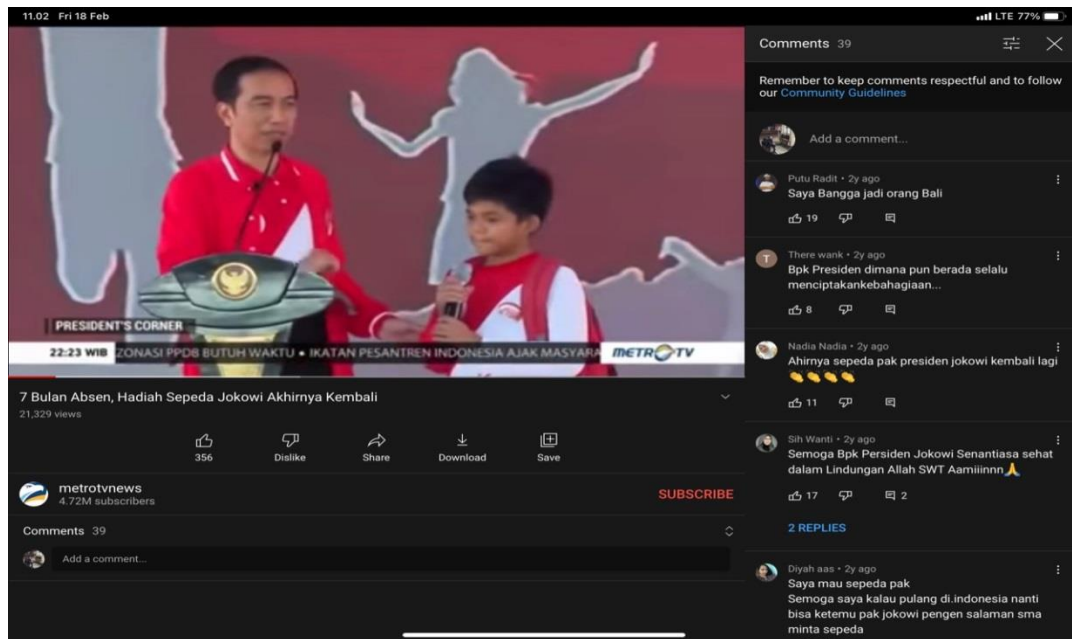 11.02 Fri 18 Feb
LTE 77%
PRESIDENT'S CORNER
22:23 WIB ZONASI PPDB BUTUH WAKTU • IKATAN PESANTREN INDONESIA AJAK MASYARA METRO TV
7 Bulan Absen, Hadiah Sepeda Jokowi Akhirnya Kembali
21,329 views
356 Dislike Share Download Save
metrotvnews
4.72M subscribers
SUBSCRIBE
Comments 39
Add a comment...
Comments 39
Remember to keep comments respectful and to follow
our Community Guidelines
Add a comment...
Putu Radit • 2y ago
Saya Bangga jadi orang Bali
19
T
There wank • 2y ago
Bpk Presiden dimana pun berada selalu
menciptakankebahagiaan...
8
Nadia Nadia • 2y ago
Ahirnya sepeda pak presiden jokowi kembali lagi
👏👏👏👏
11
Sih Wanti • 2y ago
Semoga Bpk Persiden Jokowi Senantiasa sehat
dalam Lindungan Allah SWT Aamiiinnn🙏
17 2
2 REPLIES
Diyah aas • 2y ago
Saya mau sepeda pak
Semoga saya kalau pulang di.indonesia nanti
bisa ketemu pak jokowi pengen salaman sma
minta sepeda